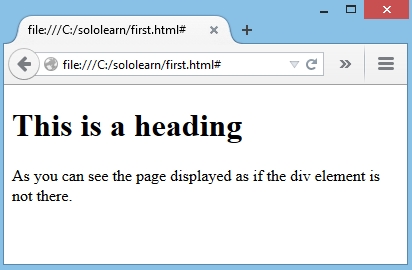 file:///C:/sololearn/first.html#
file:///C:/sololearn/first.html#
This is a heading
As you can see the page displayed as if the div element is
not there.